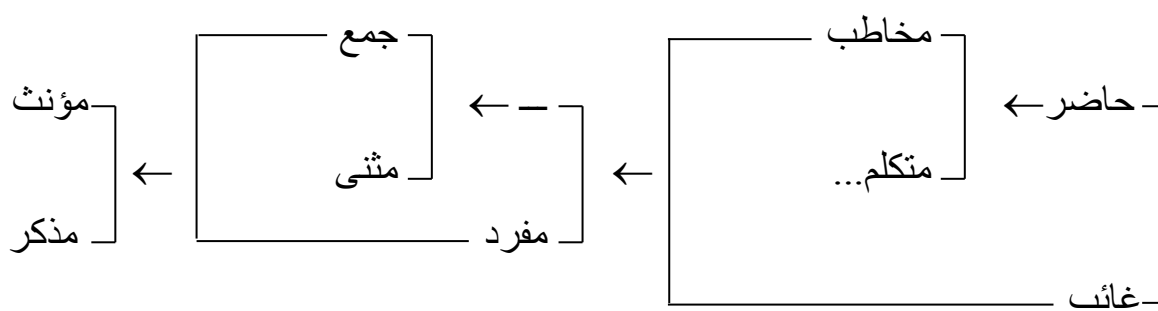 مخاطب
جمع
حاضر ←
– ←
مؤنث
←
←
متكلم...
مثنى
مفرد
مذكر
غائب